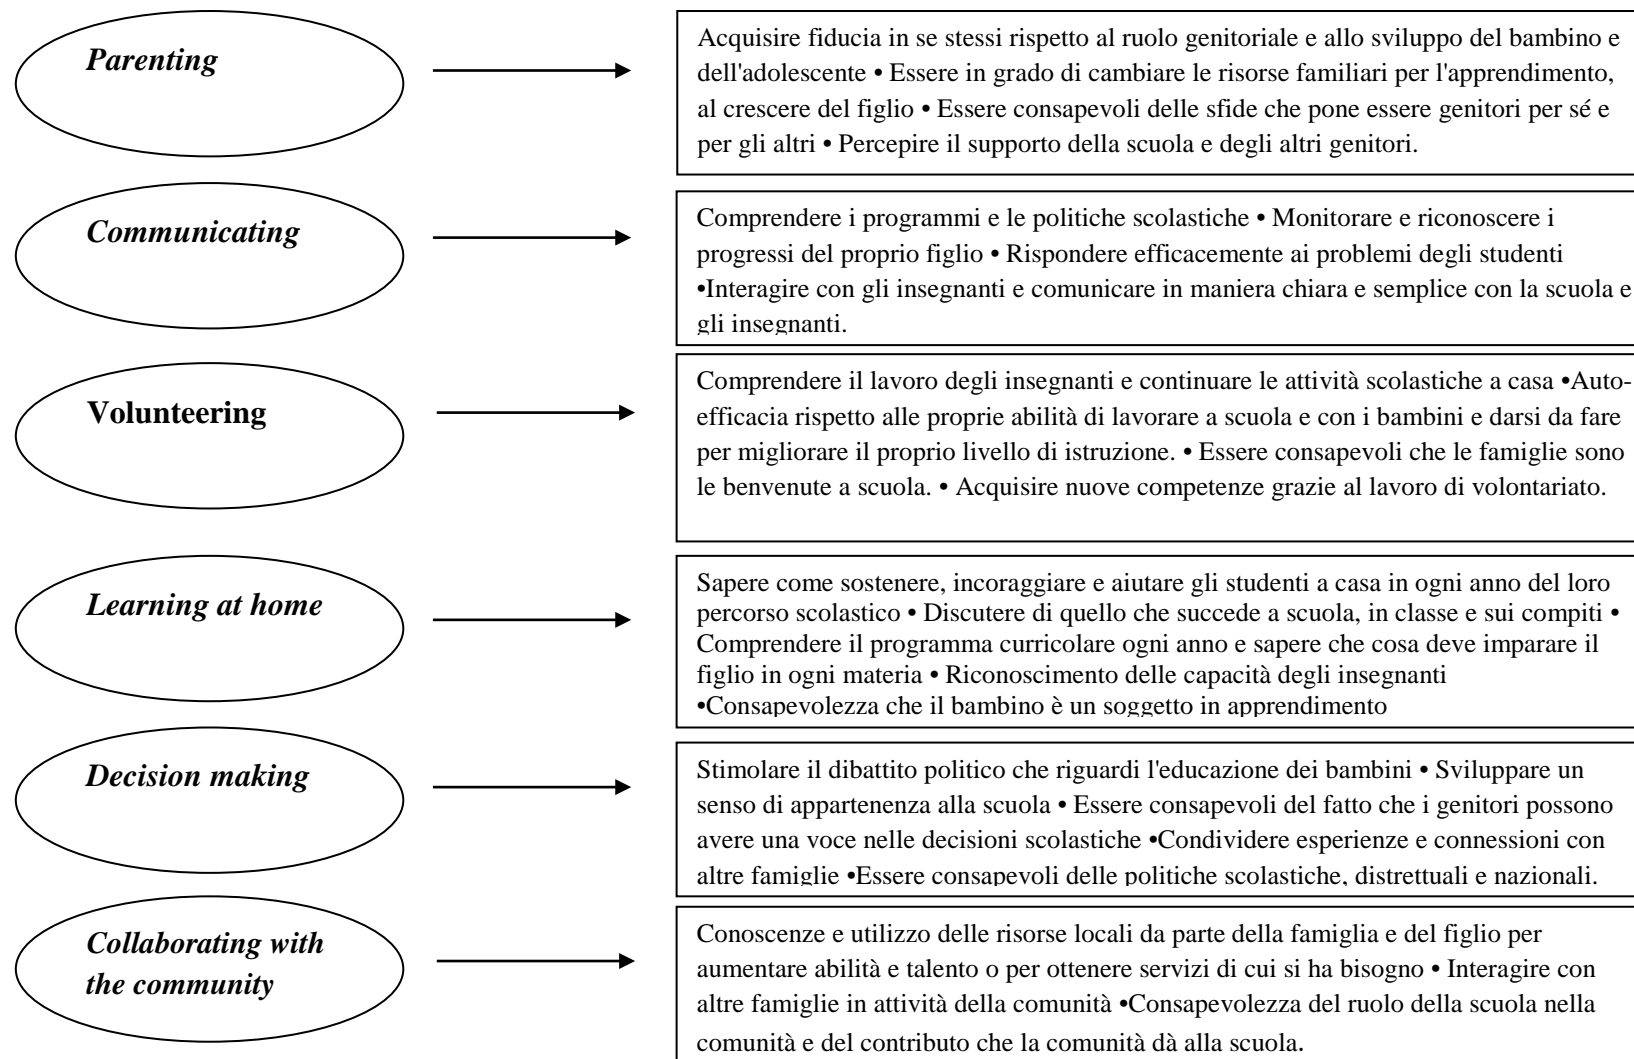 Parenting
Acquisire fiducia in se stessi rispetto al ruolo genitoriale e allo sviluppo del bambino e
dell'adolescente • Essere in grado di cambiare le risorse familiari per l'apprendimento,
al crescere del figlio • Essere consapevoli delle sfide che pone essere genitori per sé e
per gli altri • Percepire il supporto della scuola e degli altri genitori.
Communicating
Comprendere i programmi e le politiche scolastiche • Monitorare e riconoscere i
progressi del proprio figlio • Rispondere efficacemente ai problemi degli studenti
•Interagire con gli insegnanti e comunicare in maniera chiara e semplice con la scuola e
gli insegnanti.
Volunteering
Comprendere il lavoro degli insegnanti e continuare le attività scolastiche a casa •Auto-
efficacia rispetto alle proprie abilità di lavorare a scuola e con i bambini e darsi da fare
per migliorare il proprio livello di istruzione. • Essere consapevoli che le famiglie sono
le benvenute a scuola. • Acquisire nuove competenze grazie al lavoro di volontariato.
Learning at home
Sapere come sostenere, incoraggiare e aiutare gli studenti a casa in ogni anno del loro
percorso scolastico • Discutere di quello che succede a scuola, in classe e sui compiti •
Comprendere il programma curricolare ogni anno e sapere che cosa deve imparare il
figlio in ogni materia • Riconoscimento delle capacità degli insegnanti
•Consapevolezza che il bambino è un soggetto in apprendimento
Decision making
Stimolare il dibattito politico che riguardi l'educazione dei bambini • Sviluppare un
senso di appartenenza alla scuola • Essere consapevoli del fatto che i genitori possono
avere una voce nelle decisioni scolastiche •Condividere esperienze e connessioni con
altre famiglie •Essere consapevoli delle politiche scolastiche, distrettuali e nazionali.
Collaborating with
the community
Conoscenze e utilizzo delle risorse locali da parte della famiglia e del figlio per
aumentare abilità e talento o per ottenere servizi di cui si ha bisogno • Interagire con
altre famiglie in attività della comunità •Consapevolezza del ruolo della scuola nella
comunità e del contributo che la comunità dà alla scuola.